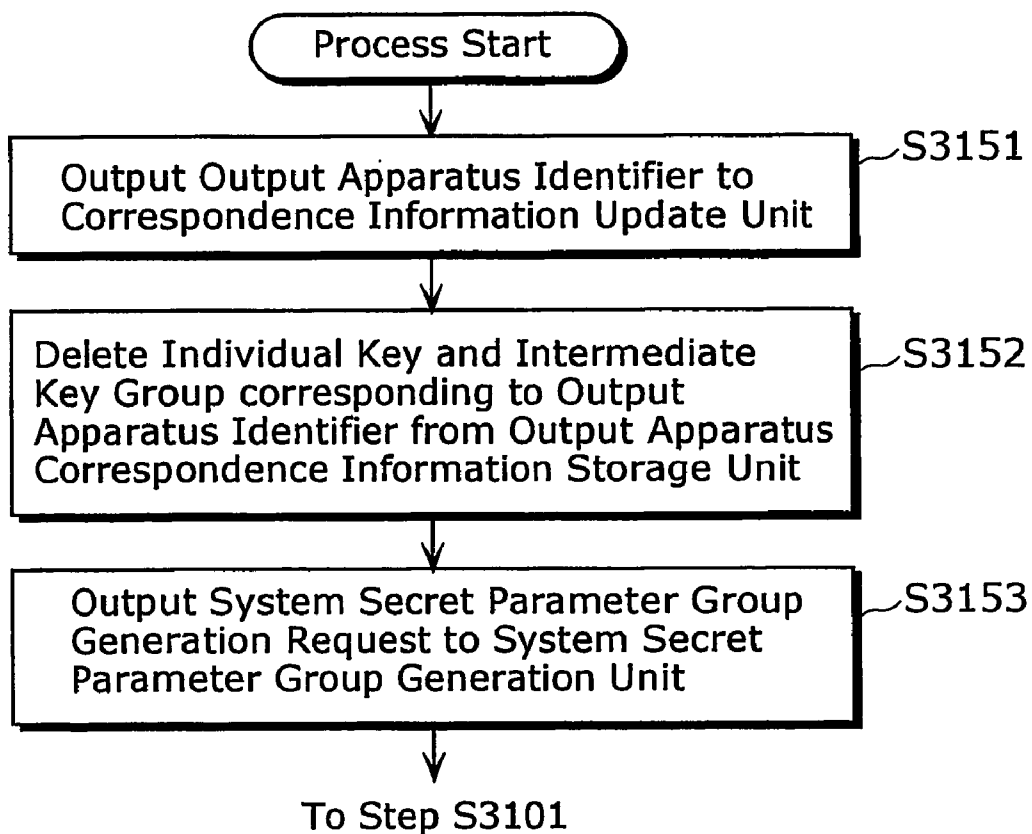 Process Start
S3151
Output Output Apparatus Identifier to
Correspondence Information Update Unit
S3152
Delete Individual Key and Intermediate
Key Group corresponding to Output
Apparatus Identifier from Output Apparatus
Correspondence Information Storage Unit
S3153
Output System Secret Parameter Group
Generation Request to System Secret
Parameter Group Generation Unit
To Step S3101